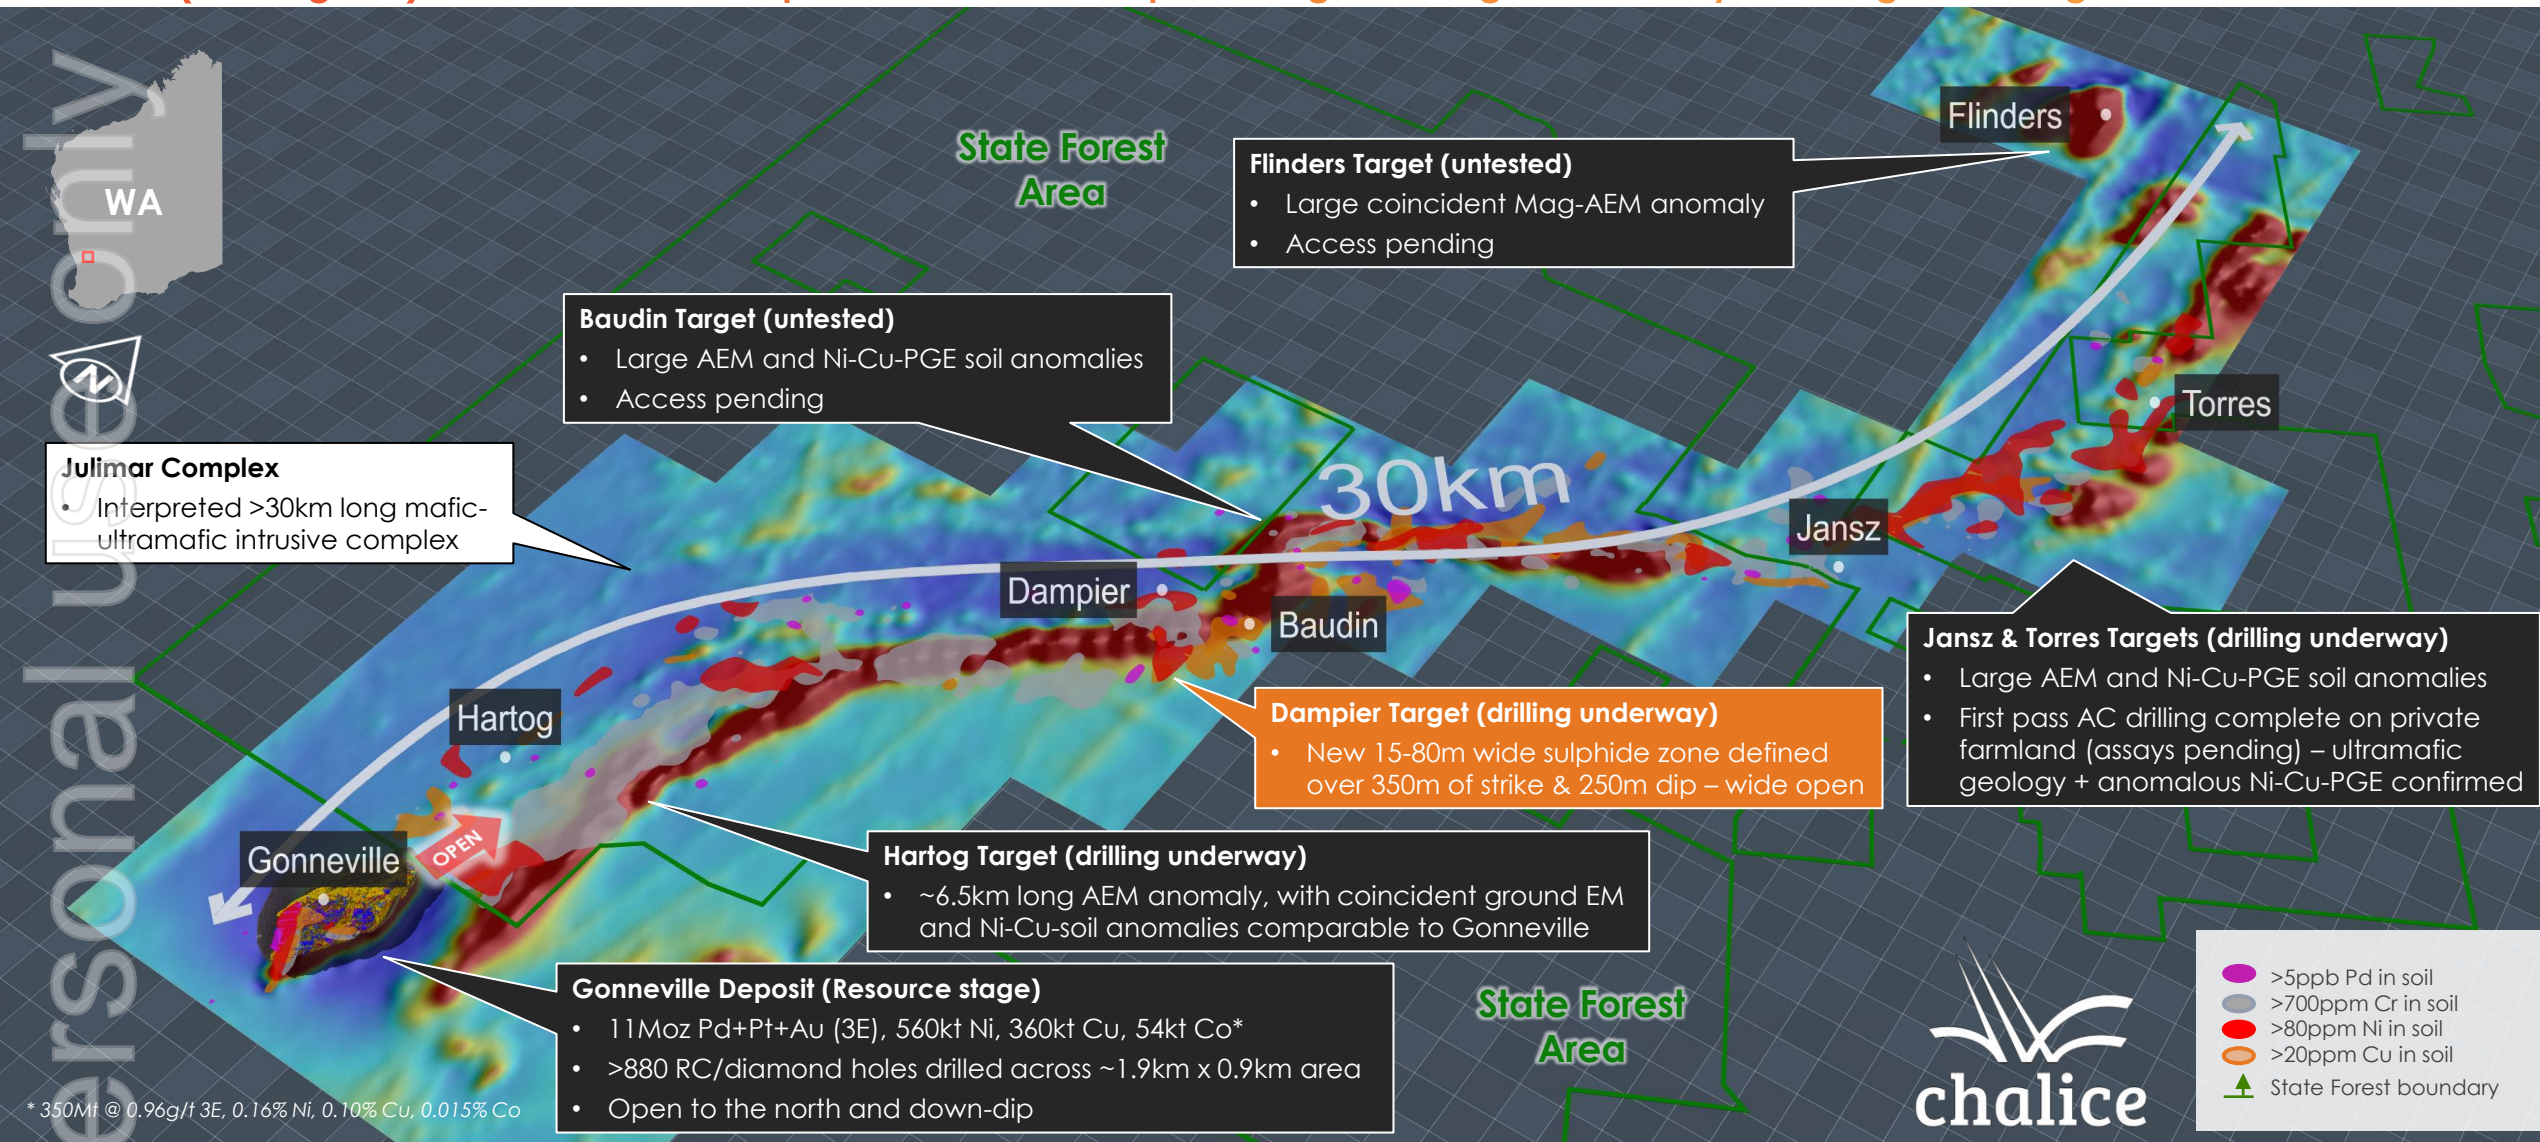 State Forest
Area
WA
Flinders
Flinders Target (untested)
• Large coincident Mag-AEM anomaly
• Access pending
Baudin Target (untested)
• Large AEM and Ni-Cu-PGE soil anomalies
• Access pending
Torres
Julimar Complex
• Interpreted >30km long mafic-
ultramafic intrusive complex
30km
Jansz
Dampier
Baudin
Jansz & Torres Targets (drilling underway)
• Large AEM and Ni-Cu-PGE soil anomalies
• First pass AC drilling complete on private
farmland (assays pending) – ultramafic
geology + anomalous Ni-Cu-PGE confirmed
Hartog
Dampier Target (drilling underway)
• New 15-80m wide sulphide zone defined
over 350m of strike & 250m dip – wide open
Gonneville
OPEN
Hartog Target (drilling underway)
• ~6.5km long AEM anomaly, with coincident ground EM
and Ni-Cu-soil anomalies comparable to Gonneville
Gonneville Deposit (Resource stage)
• 11Moz Pd+Pt+Au (3E), 560kt Ni, 360kt Cu, 54kt Co*
• >880 RC/diamond holes drilled across ~1.9km x 0.9km area
• Open to the north and down-dip
State Forest
Area
>5ppb Pd in soil
>700ppm Cr in soil
>80ppm Ni in soil
>20ppm Cu in soil
State Forest boundary
chalice
* 350Mt @ 0.96g/t 3E, 0.16% Ni, 0.10% Cu, 0.015% Co
ersonal use only
N